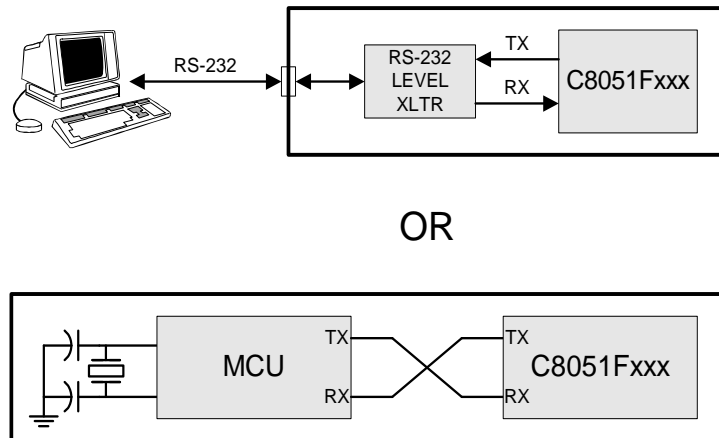 RS-232
RS-232
LEVEL
XLTR
TX
RX
C8051Fxxx
OR
MCU
TX
RX
TX
RX
C8051Fxxx